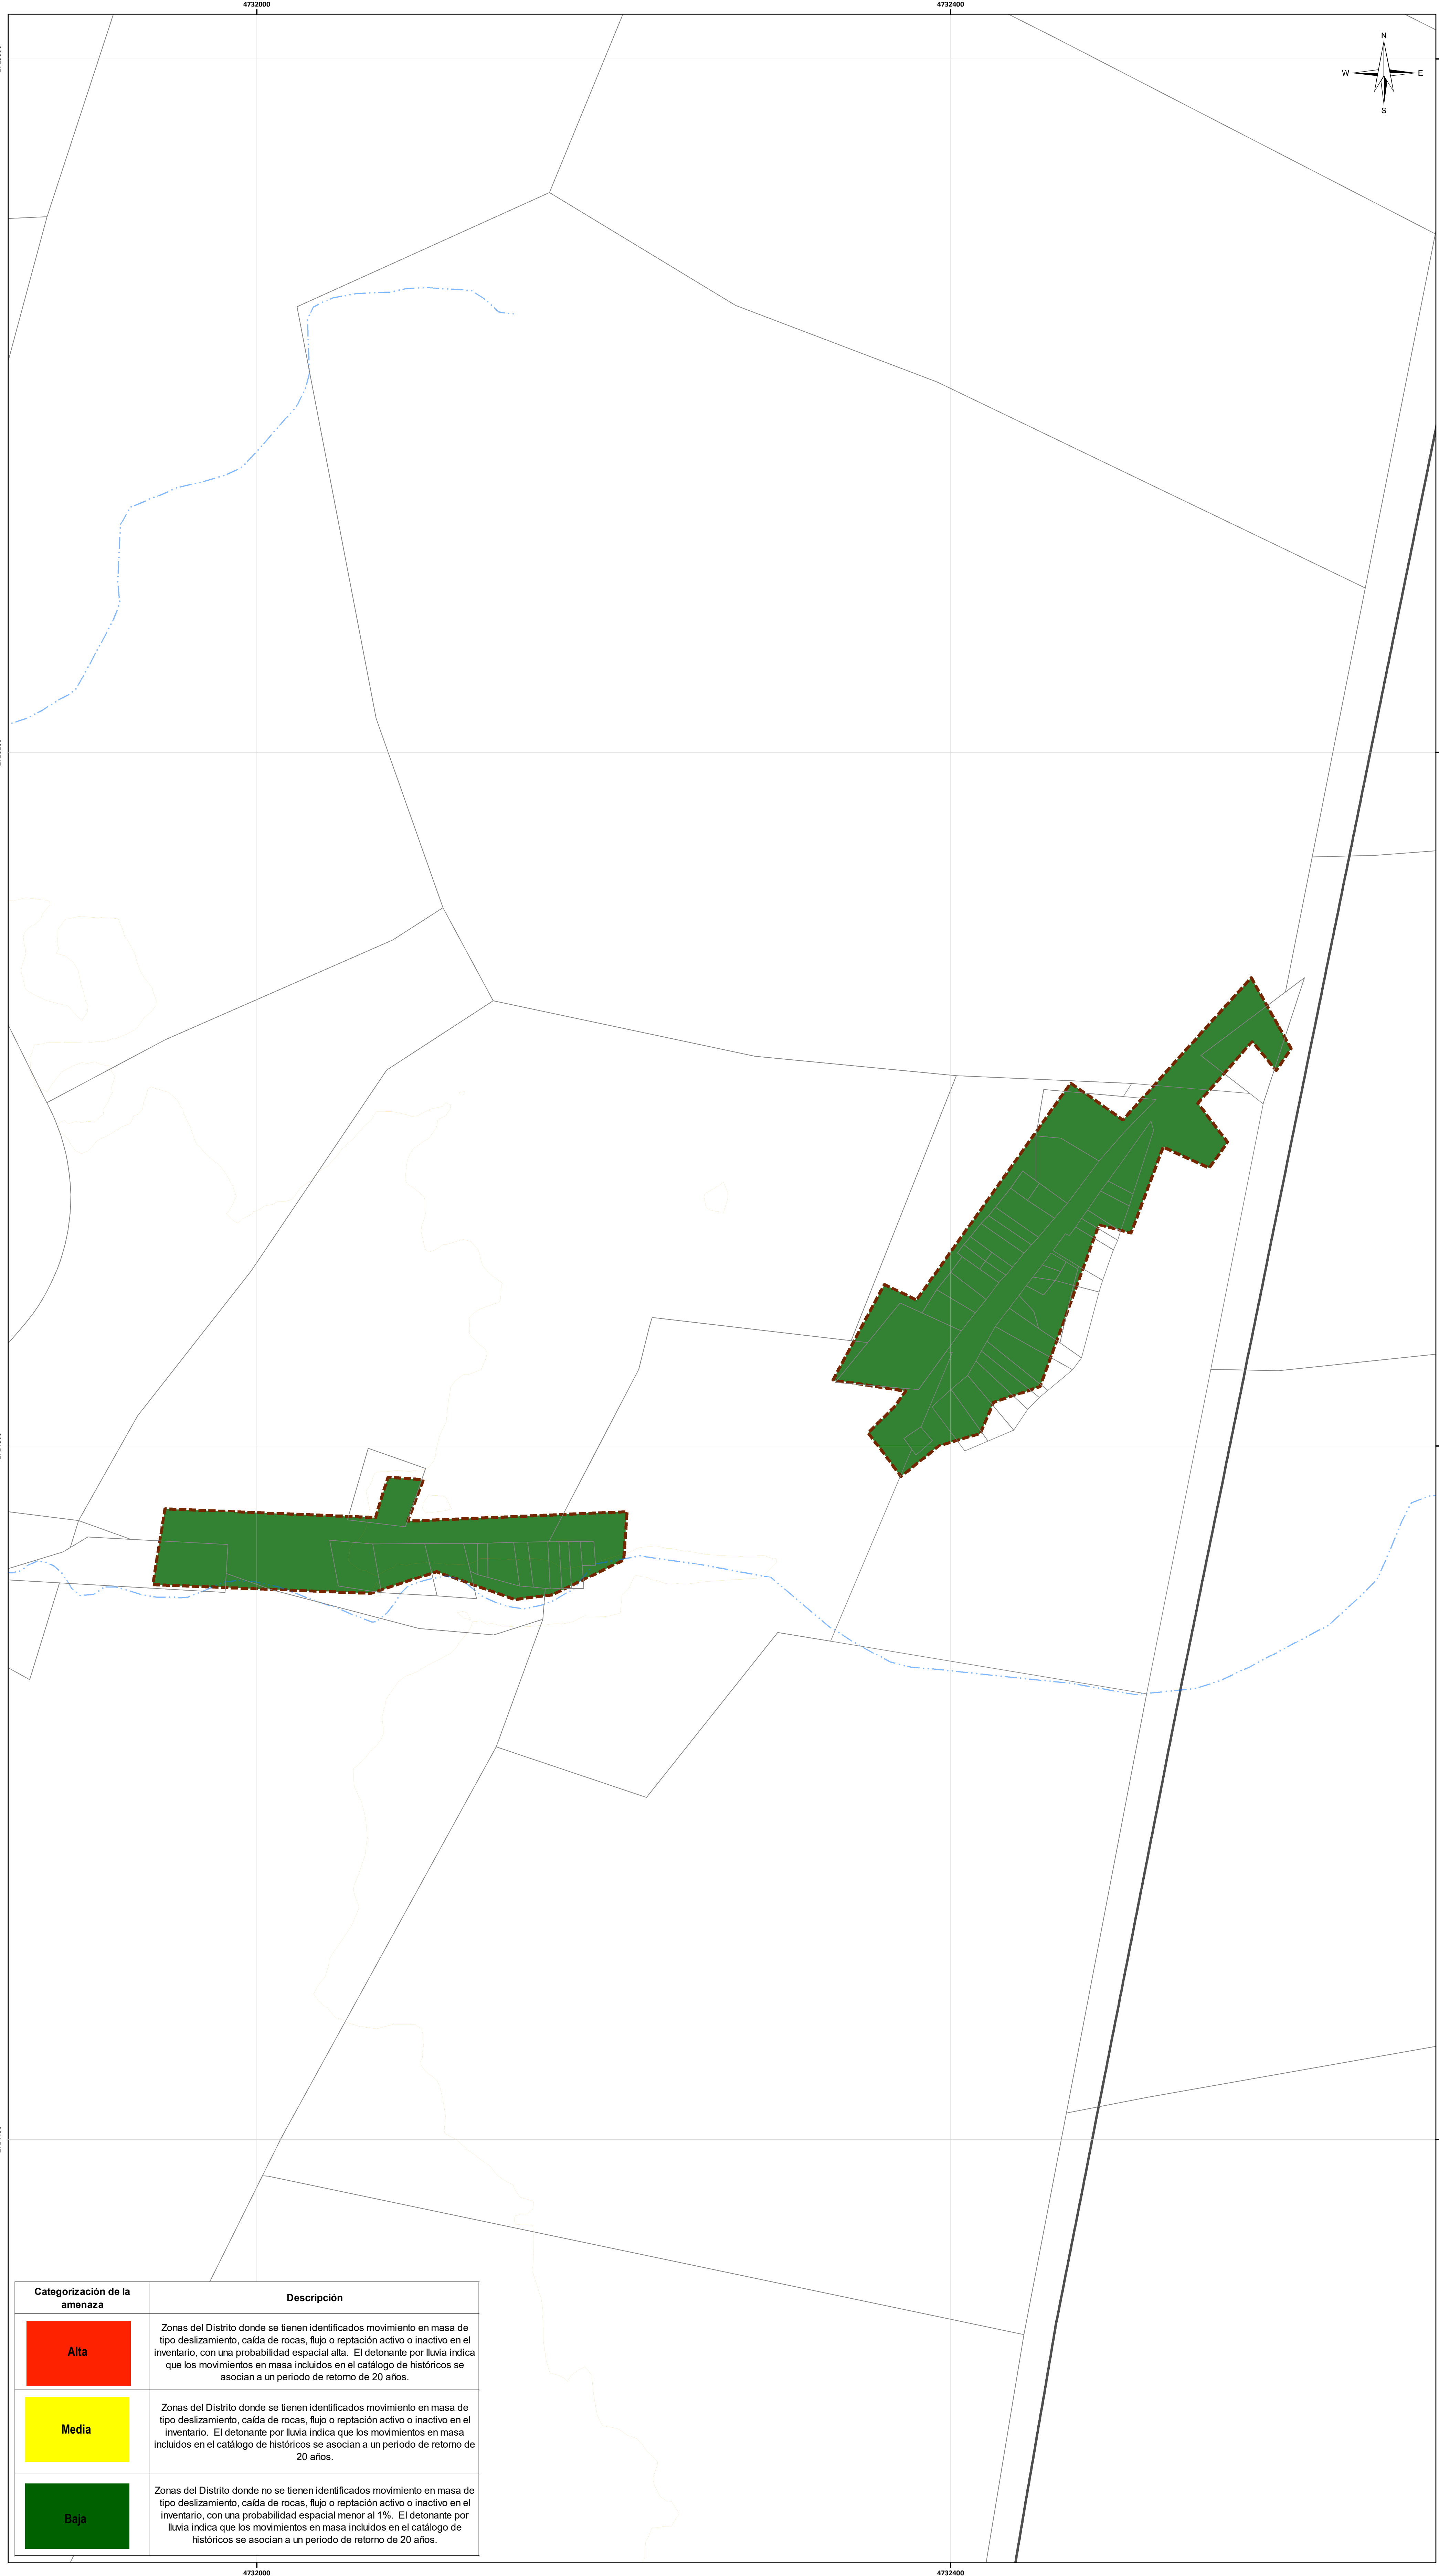 4732000
4732400
N
W
E
S
Categorización de la
amenaza
Descripción
Alta
Zonas del Distrito donde se tienen identificados movimiento en masa de
tipo deslizamiento, caída de rocas, flujo o reptación activo o inactivo en el
inventario, con una probabilidad espacial alta. El detonante por lluvia indica
que los movimientos en masa incluidos en el catálogo de históricos se
asocian a un periodo de retorno de 20 años.
Media
Zonas del Distrito donde se tienen identificados movimiento en masa de
tipo deslizamiento, caída de rocas, flujo o reptación activo o inactivo en el
inventario. El detonante por lluvia indica que los movimientos en masa
incluidos en el catálogo de históricos se asocian a un periodo de retorno de
20 años.
Baja
Zonas del Distrito donde no se tienen identificados movimiento en masa de
tipo deslizamiento, caída de rocas, flujo o reptación activo o inactivo en el
inventario, con una probabilidad espacial menor al 1%. El detonante por
lluvia indica que los movimientos en masa incluidos en el catálogo de
históricos se asocian a un periodo de retorno de 20 años.
4732000
4732400